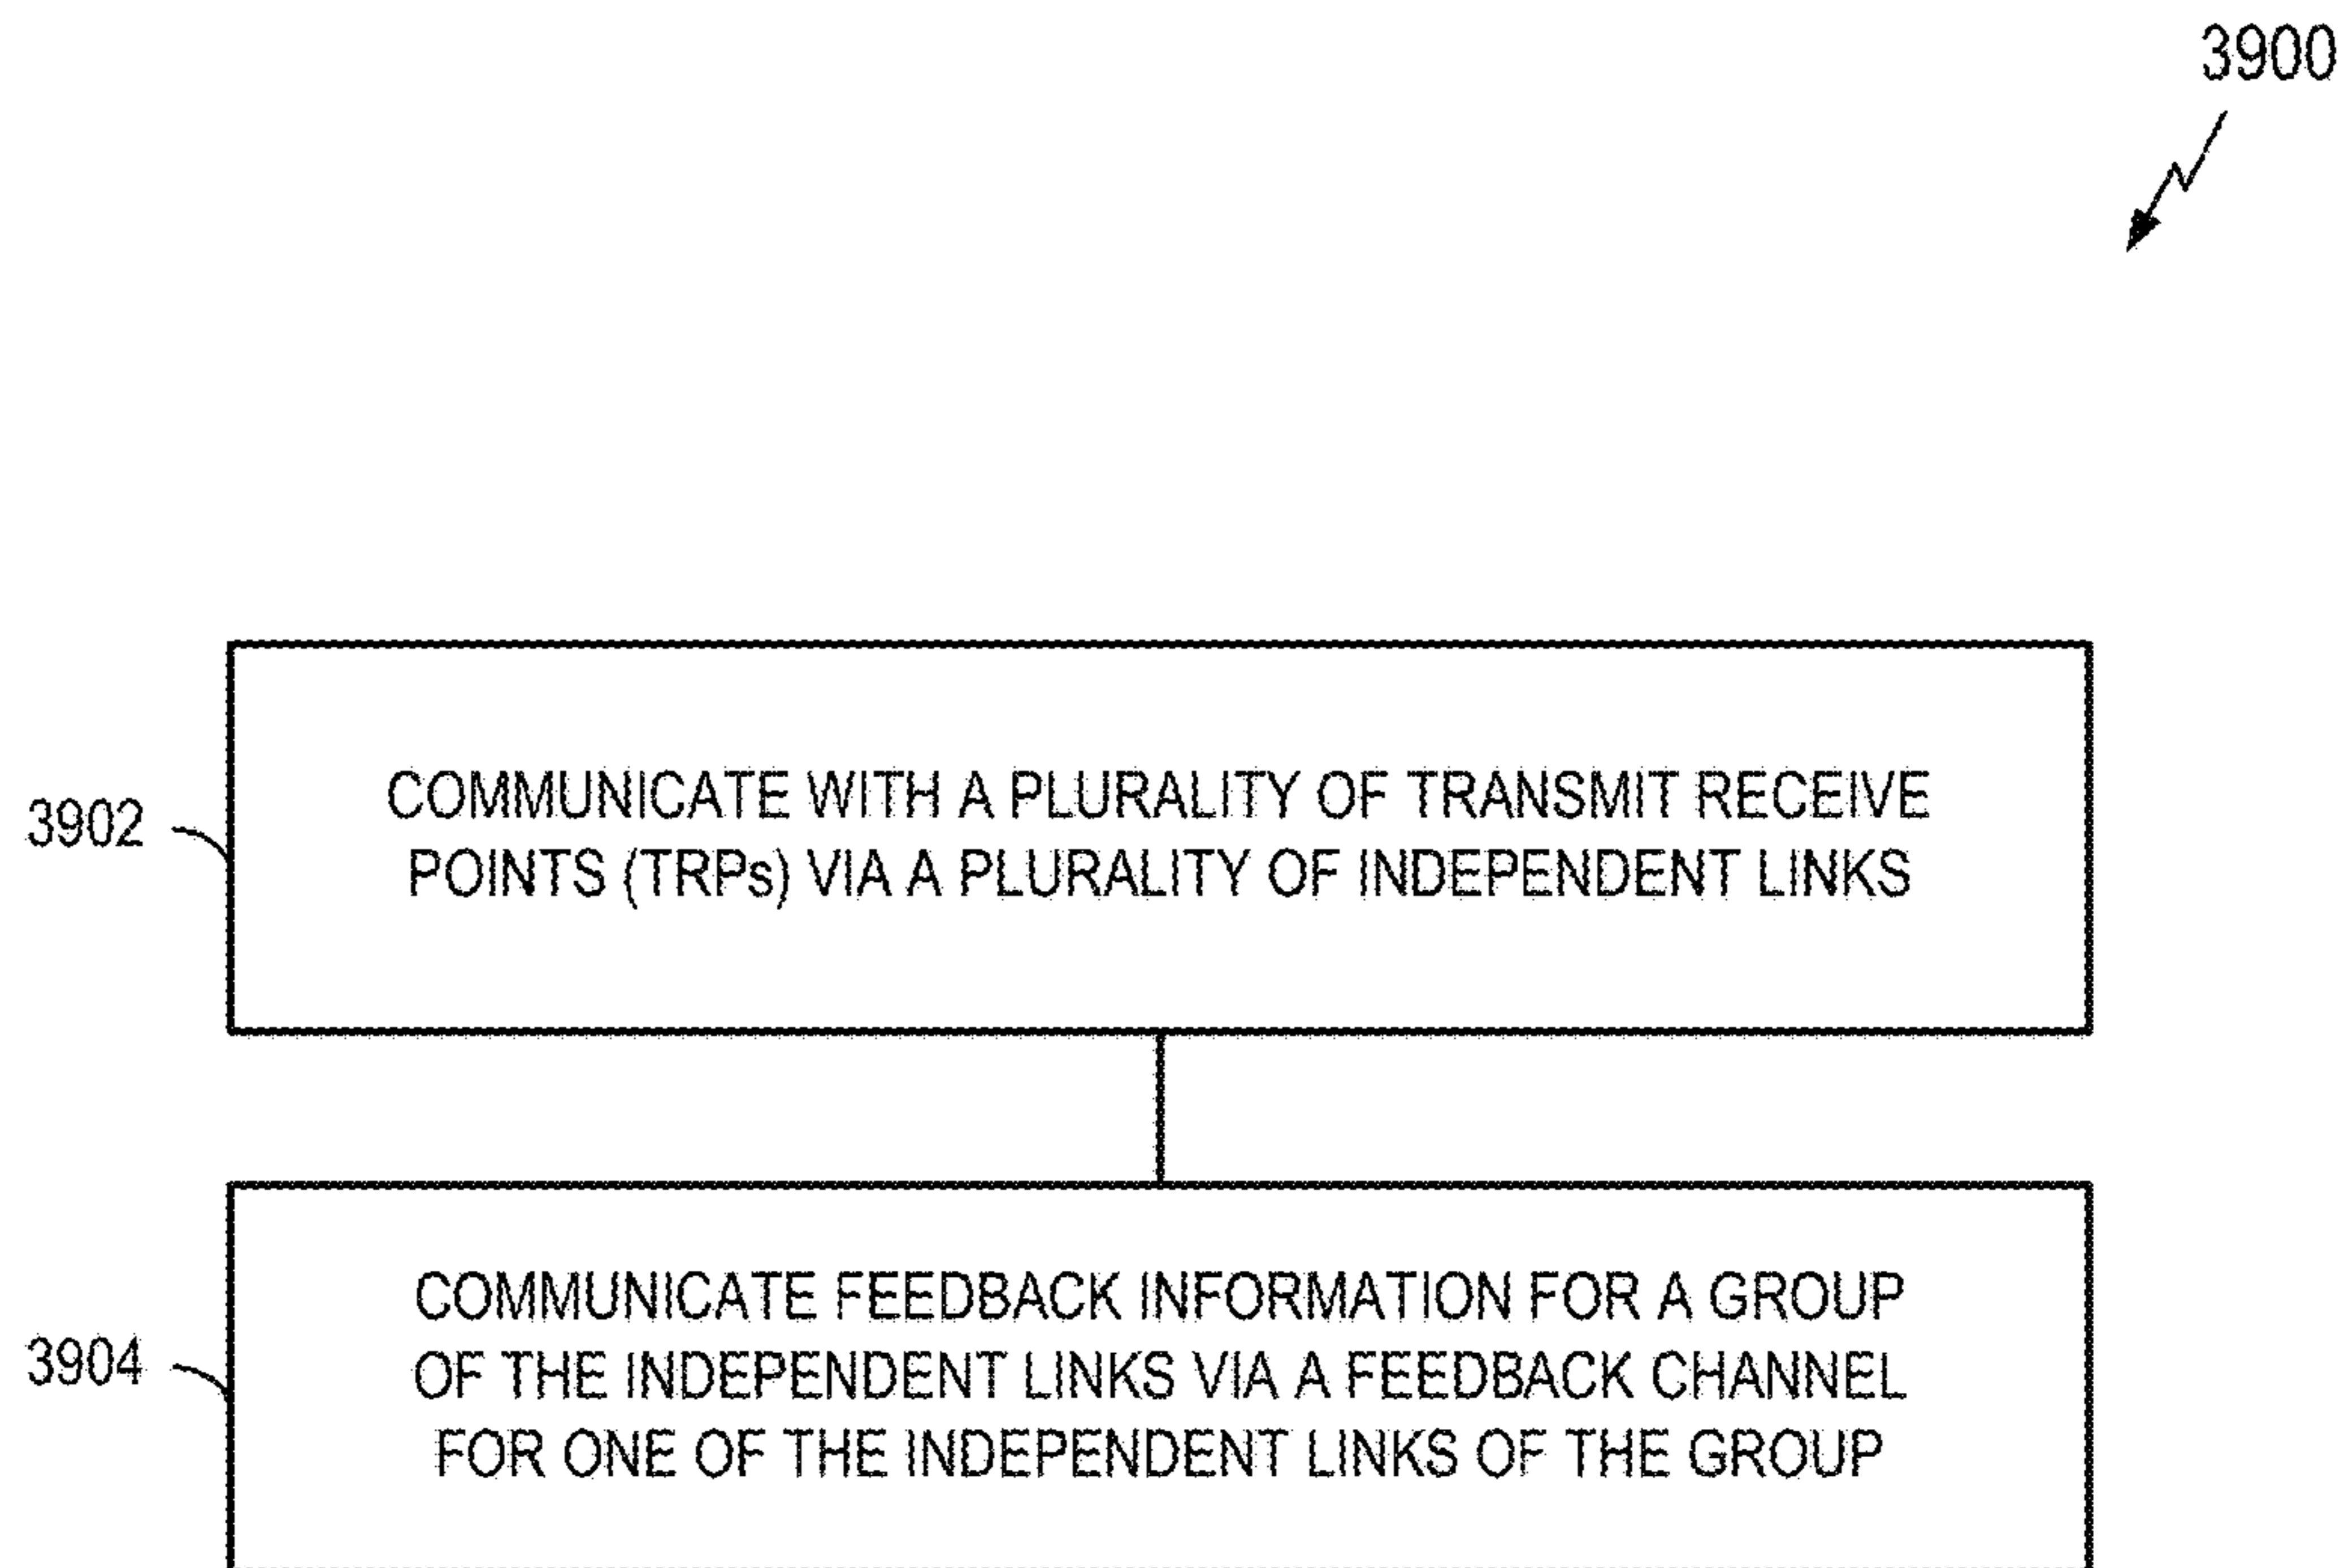 3900
3902
COMMUNICATE WITH A PLURALITY OF TRANSMIT RECEIVE
POINTS (TRPs) VIA A PLURALITY OF INDEPENDENT LINKS
3904
COMMUNICATE FEEDBACK INFORMATION FOR A GROUP
OF THE INDEPENDENT LINKS VIA A FEEDBACK CHANNEL
FOR ONE OF THE INDEPENDENT LINKS OF THE GROUP